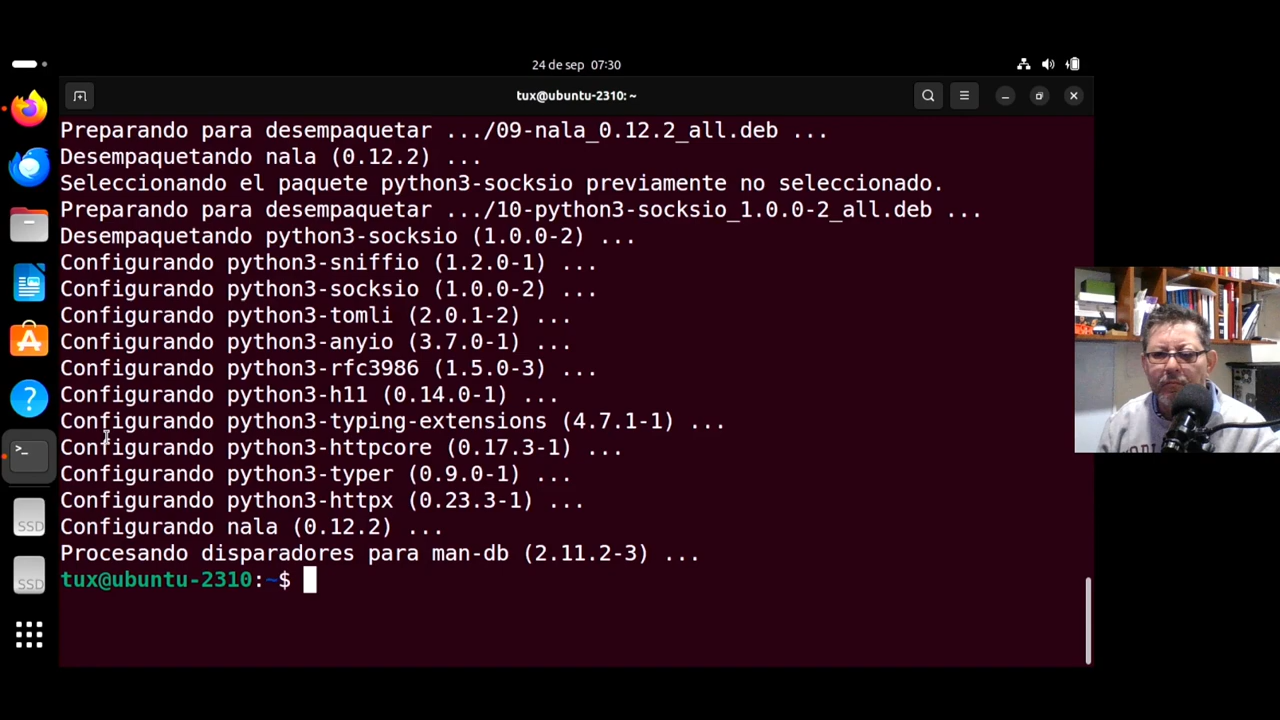 24 de sep 07:30
tux@ubuntu-2310: ~
Preparando para desempaquetar .../09-nala_0.12.2_all.deb ...
Desempaquetando nala (0.12.2) ...
Seleccionando el paquete python3-socksio previamente no seleccionado.
Preparando para desempaquetar .../10-python3-socksio_1.0.0-2_all.deb ...
Desempaquetando python3-socksio (1.0.0-2) ...
Configurando python3-sniffio (1.2.0-1) ...
Configurando python3-socksio (1.0.0-2) ...
Configurando python3-tomli (2.0.1-2) ...
Configurando python3-anyio (3.7.0-1) ...
Configurando python3-rfc3986 (1.5.0-3) ...
Configurando python3-h11 (0.14.0-1) ...
Configurando python3-typing-extensions (4.7.1-1) ...
Configurando python3-httpcore (0.17.3-1) ...
Configurando python3-typer (0.9.0-1) ...
Configurando python3-httpx (0.23.3-1) ...
Configurando nala (0.12.2) ...
Procesando disparadores para man-db (2.11.2-3) ...
tux@ubuntu-2310:~$
SSD
SSD